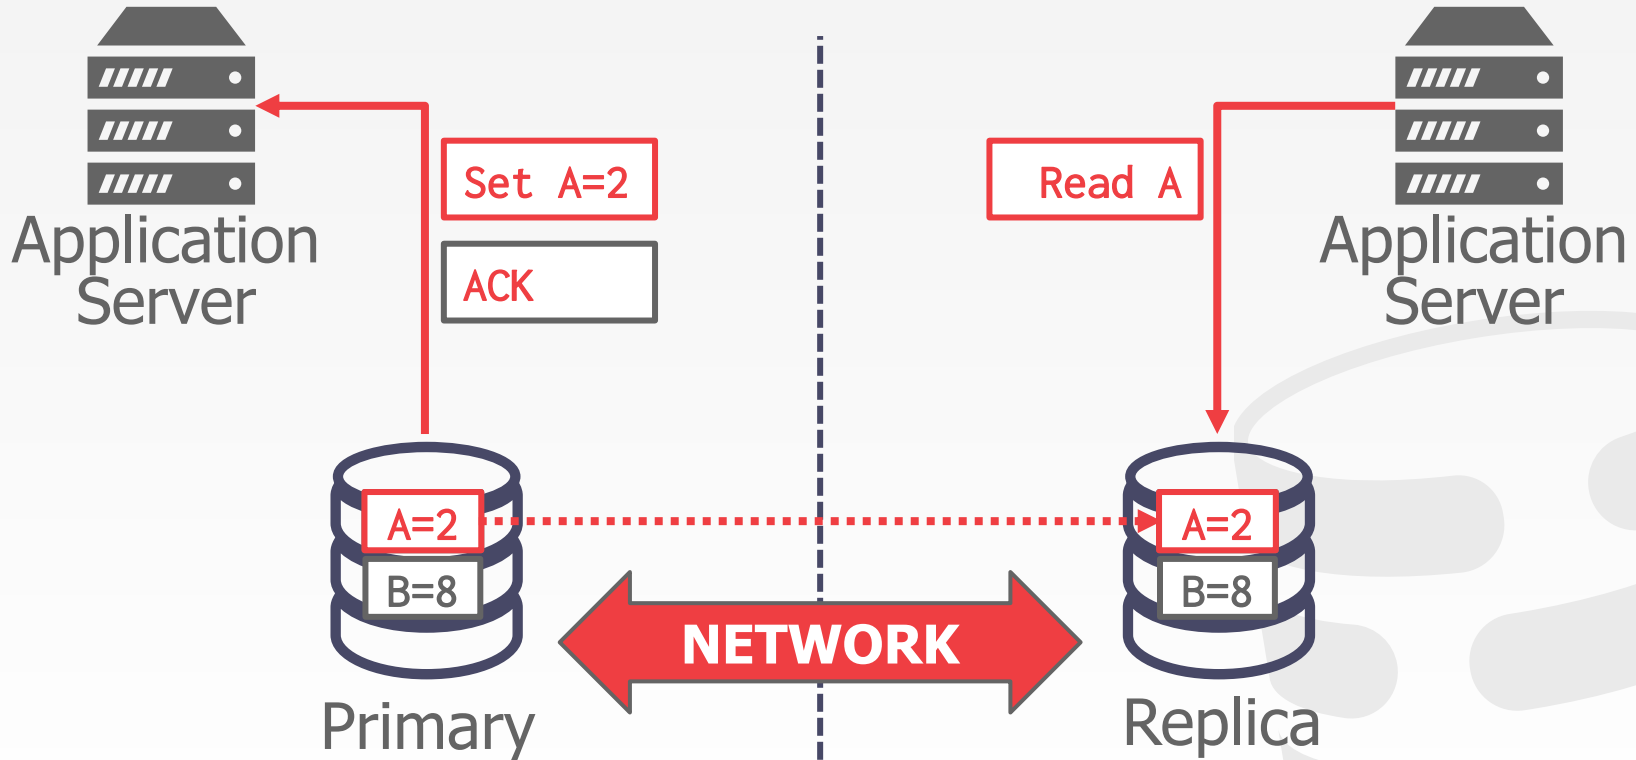 Set A=2
ACK
Read A
Application
Server
Application
Server
A=2
B=8
A=2
B=8
NETWORK
Primary
Replica